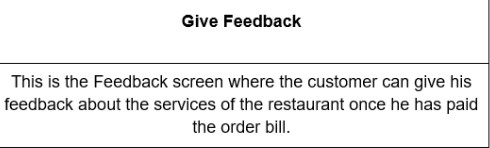 Give Feedback
This is the Feedback screen where the customer can give his
feedback about the services of the restaurant once he has paid
the order bill.